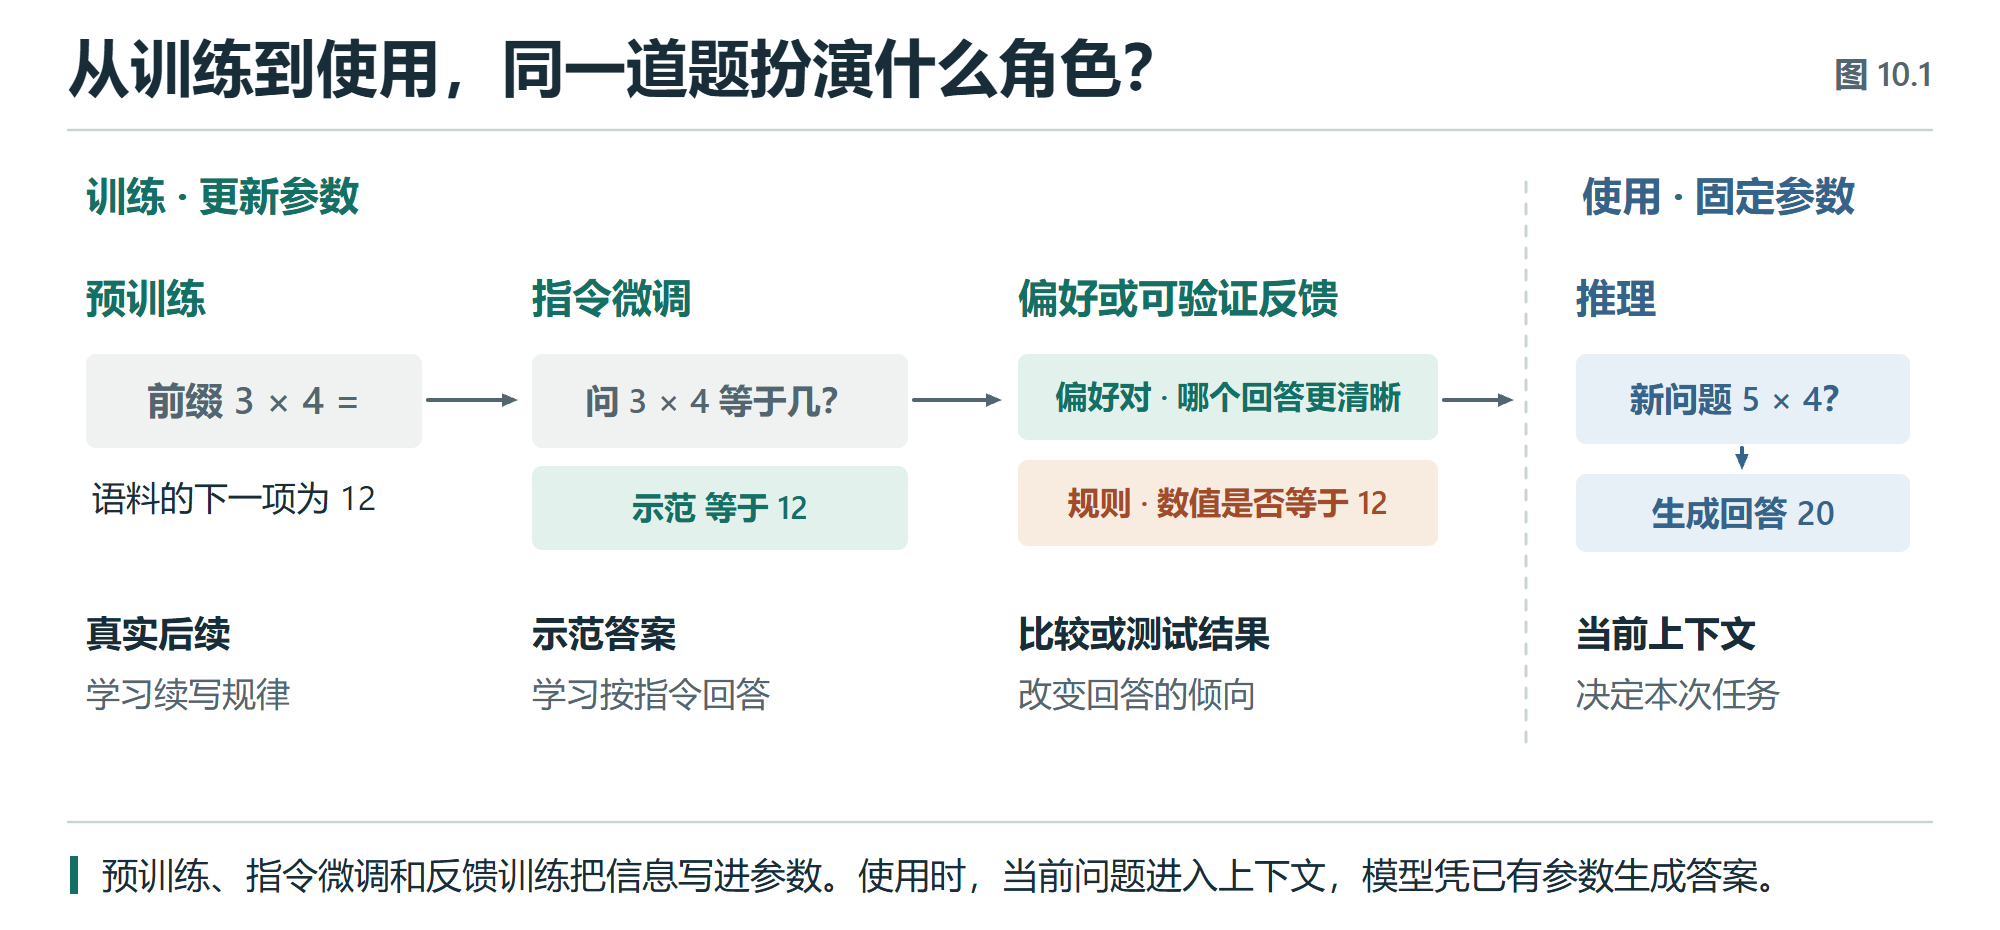 从训练到使用，同一道题扮演什么角色？
图 10.1
训练 · 更新参数
使用 · 固定参数
预训练
指令微调
偏好或可验证反馈
推理
前缀 3 × 4 =
问 3 × 4 等于几？
偏好对 · 哪个回答更清晰
新问题 5 × 4？
语料的下一项为 12
示范 等于 12
规则 · 数值是否等于 12
生成回答 20
真实后续
示范答案
比较或测试结果
当前上下文
学习续写规律
学习按指令回答
改变回答的倾向
决定本次任务
预训练、指令微调和反馈训练把信息写进参数。使用时，当前问题进入上下文，模型凭已有参数生成答案。